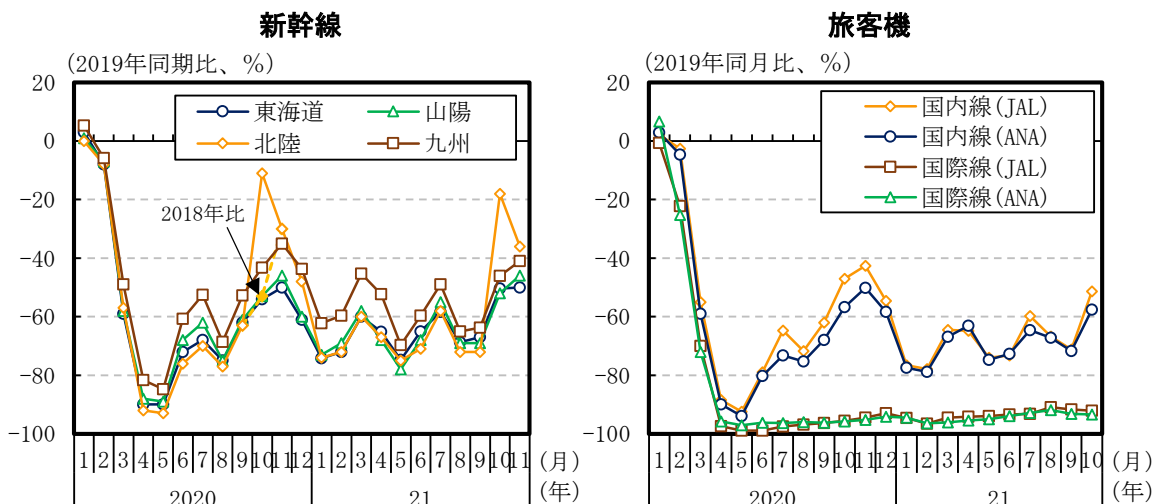 新幹線
(2019年同期比、%)
20
0
-20
-40
-60
-80
-100
東海道
山陽
北陸
九州
2018年比
1 2 3 4 5 6 7 8 9 10 11 12 1 2 3 4 5 6 7 8 9 10 11 (月)
2020 21 (年)
旅客機
(2019年同月比、%)
20
0
-20
-40
-60
-80
-100
国内線(JAL)
国内線(ANA)
国際線(JAL)
国際線(ANA)
1 2 3 4 5 6 7 8 9 10 11 12 1 2 3 4 5 6 7 8 9 10 (月)
2020 21 (年)